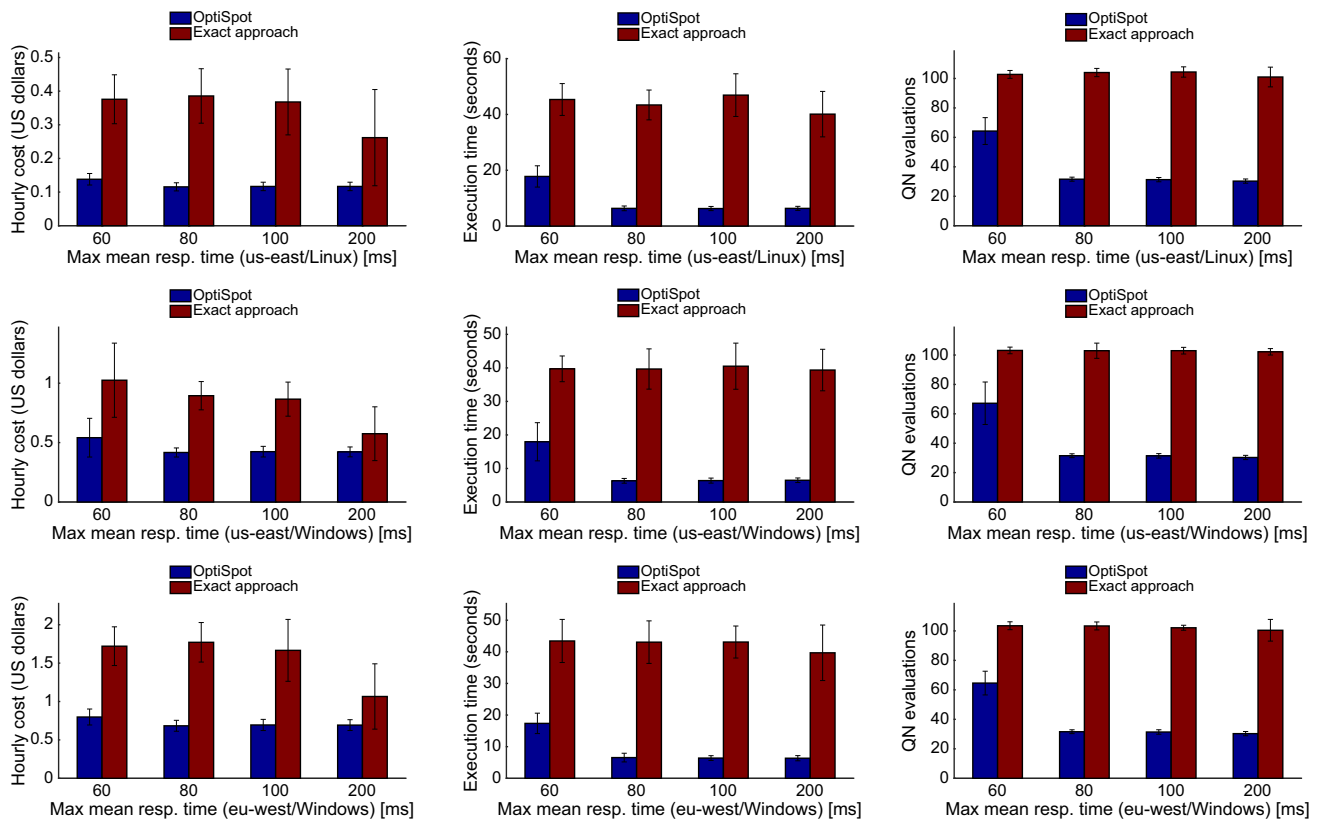 OptiSpot
Exact approach
Hourly cost (US dollars)
0.5
0.4
0.3
0.2
0.1
0
60 80 100 200
Max mean resp. time (us-east/Linux) [ms]
OptiSpot
Exact approach
Execution time (seconds)
60
40
20
0
60 80 100 200
Max mean resp. time (us-east/Linux) [ms]
OptiSpot
Exact approach
QN evaluations
100
80
60
40
20
0
60 80 100 200
Max mean resp. time (us-east/Linux) [ms]
OptiSpot
Exact approach
Hourly cost (US dollars)
1
0.5
0
60 80 100 200
Max mean resp. time (us-east/Windows) [ms]
OptiSpot
Exact approach
Execution time (seconds)
50
40
30
20
10
0
60 80 100 200
Max mean resp. time (us-east/Windows) [ms]
OptiSpot
Exact approach
QN evaluations
100
80
60
40
20
0
60 80 100 200
Max mean resp. time (us-east/Windows) [ms]
OptiSpot
Exact approach
Hourly cost (US dollars)
2
1.5
1
0.5
0
60 80 100 200
Max mean resp. time (eu-west/Windows) [ms]
OptiSpot
Exact approach
Execution time (seconds)
50
40
30
20
10
0
60 80 100 200
Max mean resp. time (eu-west/Windows) [ms]
OptiSpot
Exact approach
QN evaluations
100
80
60
40
20
0
60 80 100 200
Max mean resp. time (eu-west/Windows) [ms]